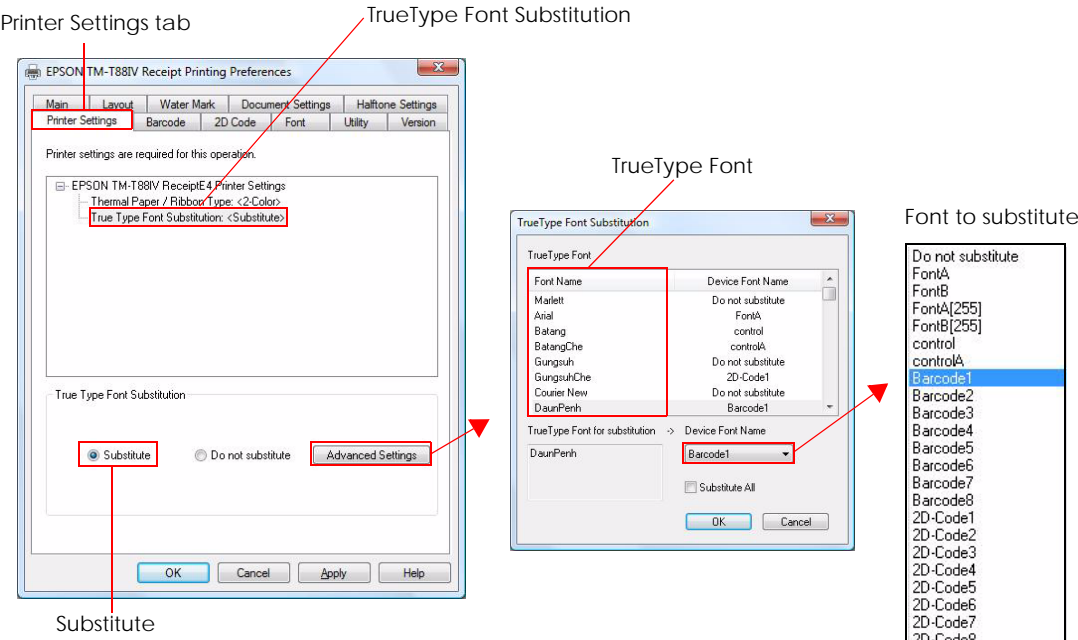 Printer Settings tab
TrueType Font Substitution
EPSON TM-T88IV Receipt Printing Preferences
Main Layout Water Mark Document Settings Halftone Settings
Printer Settings Barcode 2D Code Font Utility Version
Printer settings are required for this operation.
EPSON TM-T88IV ReceiptE4 Printer Settings
Thermal Paper / Ribbon Type: <2-Color>
True Type Font Substitution: <Substitute>
True Type Font Substitution
Substitute Do not substitute Advanced Settings
OK Cancel Apply Help
Substitute
TrueType Font
TrueType Font Substitution
TrueType Font
Font Name Device Font Name
Marlett Do not substitute
Arial FontA
Batang control
BatangChe controlA
Gungsuh Do not substitute
GungsuhChe 2D-Code1
Courier New Do not substitute
DaunPenh Barcode1
TrueType Font for substitution -> Device Font Name
DaunPenh Barcode1
Substitute All
OK Cancel
Font to substitute
Do not substitute
FontA
FontB
FontA[255]
FontB[255]
control
controlA
Barcode1
Barcode2
Barcode3
Barcode4
Barcode5
Barcode6
Barcode7
Barcode8
2D-Code1
2D-Code2
2D-Code3
2D-Code4
2D-Code5
2D-Code6
2D-Code7
2D-Code8